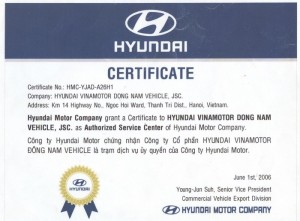 HYUNDAI
CERTIFICATE
Certificate No.: HMC-YJAD-A26H1
Company: HYUNDAI VINAMOTOR DONG NAM VEHICLE, JSC.
Address: Km 14 Highway No., Ngoc Hoi Ward, Thanh Tri Dist., Hanoi, Vietnam.
Hyundai Motor Company grant a Certificate to HYUNDAI VINAMOTOR DONG NAM
VEHICLE, JSC. as Authorized Service Center of Hyundai Motor Company.
Công ty Hyundai Motor chứng nhận Công ty Cổ phần HYUNDAI VINAMOTOR
ĐÔNG NAM VEHICLE là trạm dịch vụ ủy quyền của Công ty Hyundai Motor.
June 1st, 2006
Young-Jun Suh, Senior Vice President
Commercial Vehicle Export Division
HYUNDAI
HYUNDAI MOTOR COMPANY